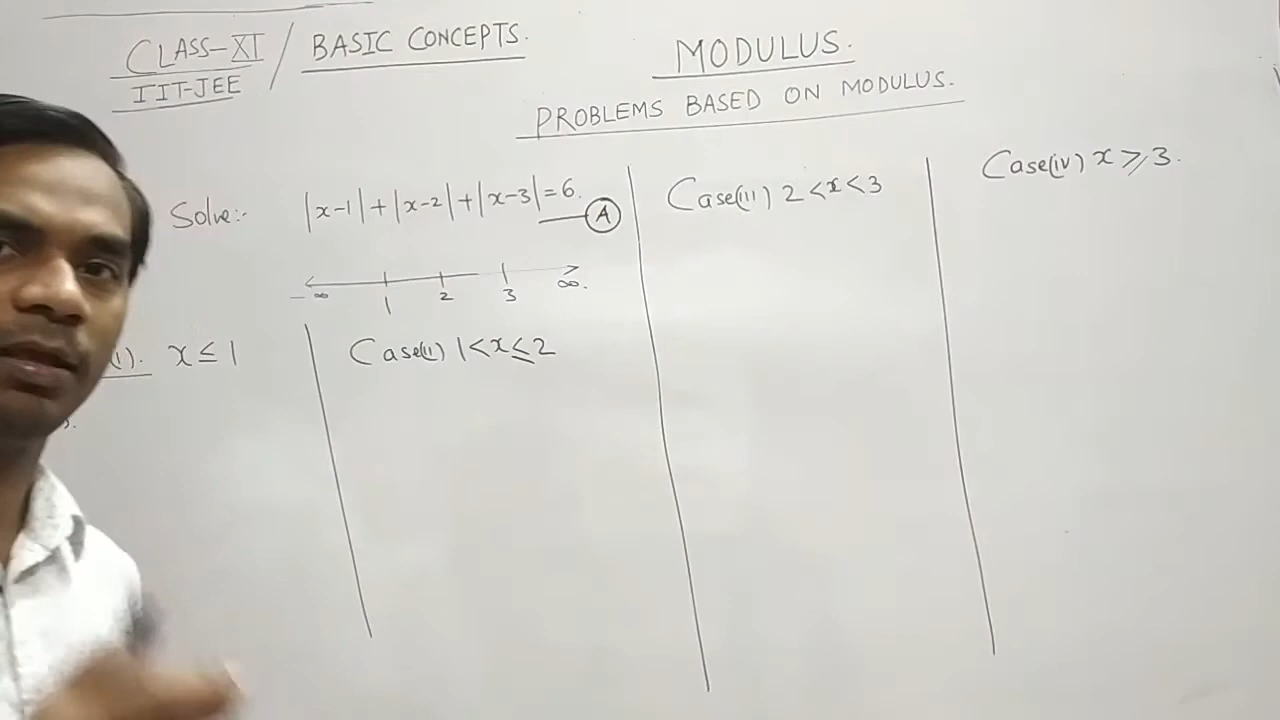 CLASS-XI / BASIC CONCEPTS.
IIT-JEE
MODULUS.
PROBLEMS BASED ON MODULUS.
Solve:- |x-1|+|x-2|+|x-3|=6. A
-∞ 1 2 3 ∞.
(i). x≤1
Case(ii) 1<x≤2
Case(iii) 2<x<3
Case(iv) x≥3.